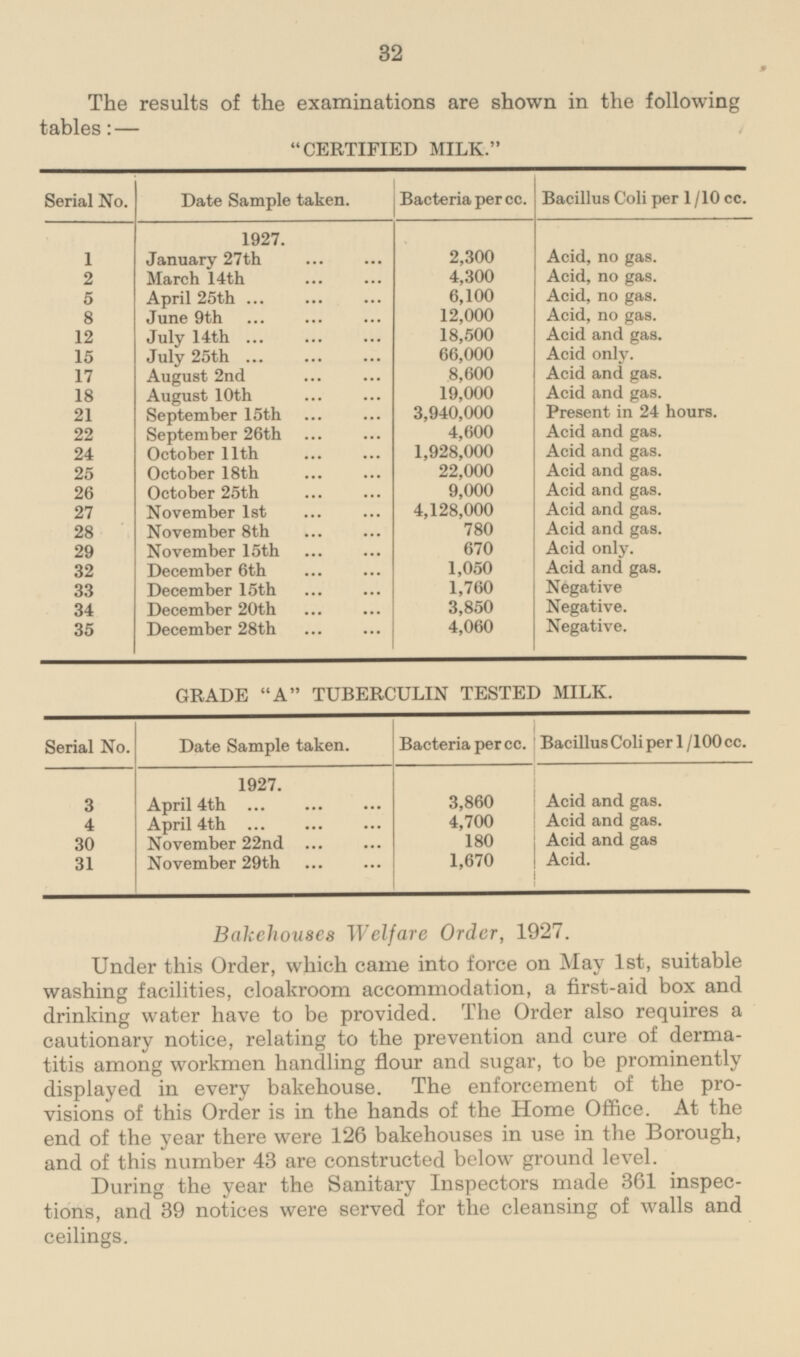 32
The results of the examinations are shown in the following
tables:—
"CERTIFIED MILK."
Serial No. Date Sample taken. Bacteria per cc. Bacillus Coli per 1/10 cc.
1927.
1 January 27th ... ... 2,300 Acid, no gas.
2 March 14th ... ... 4,300 Acid, no gas.
5 April 25th ... ... ... 6,100 Acid, no gas.
8 June 9th ... ... ... 12,000 Acid, no gas.
12 July 14th ... ... ... 18,500 Acid and gas.
15 July 25th ... ... ... 66,000 Acid only.
17 August 2nd ... ... 8,600 Acid and gas.
18 August 10th ... ... 19,000 Acid and gas.
21 September 15th ... ... 3,940,000 Present in 24 hours.
22 September 26th ... ... 4,600 Acid and gas.
24 October 11th ... ... 1,928,000 Acid and gas.
25 October 18th ... ... 22,000 Acid and gas.
26 October 25th ... ... 9,000 Acid and gas.
27 November 1st ... ... 4,128,000 Acid and gas.
28 November 8th ... ... 780 Acid and gas.
29 November 15th ... ... 670 Acid only.
32 December 6th ... ... 1,050 Acid and gas.
33 December 15th ... ... 1,760 Negative
34 December 20th ... ... 3,850 Negative.
35 December 28th ... ... 4,060 Negative.
GRADE "A" TUBERCULIN TESTED MILK.
Serial No. Date Sample taken. Bacteria per cc. Bacillus Coli per 1/100 cc.
1927.
3 April 4th ... ... ... 3,860 Acid and gas.
4 April 4th ... ... ... 4,700 Acid and gas.
30 November 22nd ... ... 180 Acid and gas
31 November 29th ... ... 1,670 Acid.
Bakehouses Welfare Order, 1927.
Under this Order, which came into force on May 1st, suitable
washing facilities, cloakroom accommodation, a first-aid box and
drinking water have to be provided. The Order also requires a
cautionary notice, relating to the prevention and cure of derma-
titis among workmen handling flour and sugar, to be prominently
displayed in every bakehouse. The enforcement of the pro-
visions of this Order is in the hands of the Home Office. At the
end of the year there were 126 bakehouses in use in the Borough,
and of this number 43 are constructed below ground level.
During the year the Sanitary Inspectors made 361 inspec-
tions, and 39 notices were served for the cleansing of walls and
ceilings.